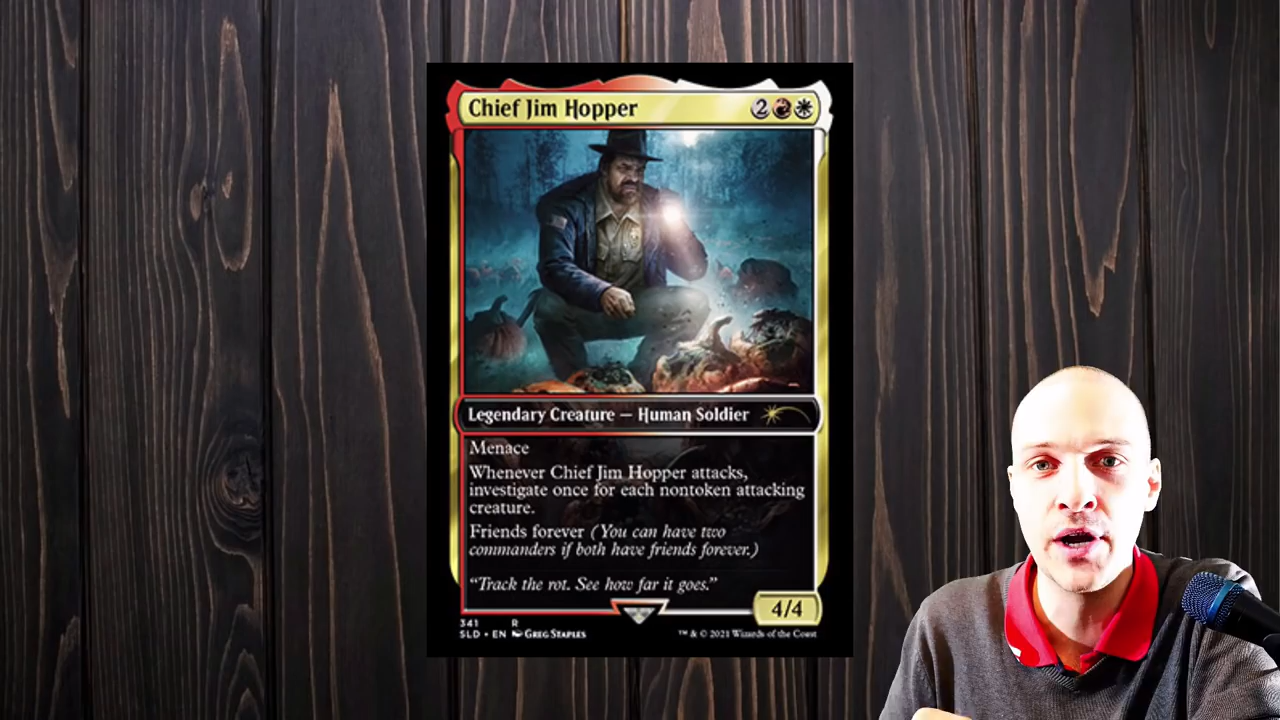 Chief Jim Hopper 2
Legendary Creature — Human Soldier
Menace
Whenever Chief Jim Hopper attacks,
investigate once for each nontoken attacking
creature.
Friends forever (You can have two
commanders if both have friends forever.)
“Track the rot. See how far it goes.”
4/4
341 R
SLD • EN Greg Staples
™ & © 2021 Wizards of the Coast